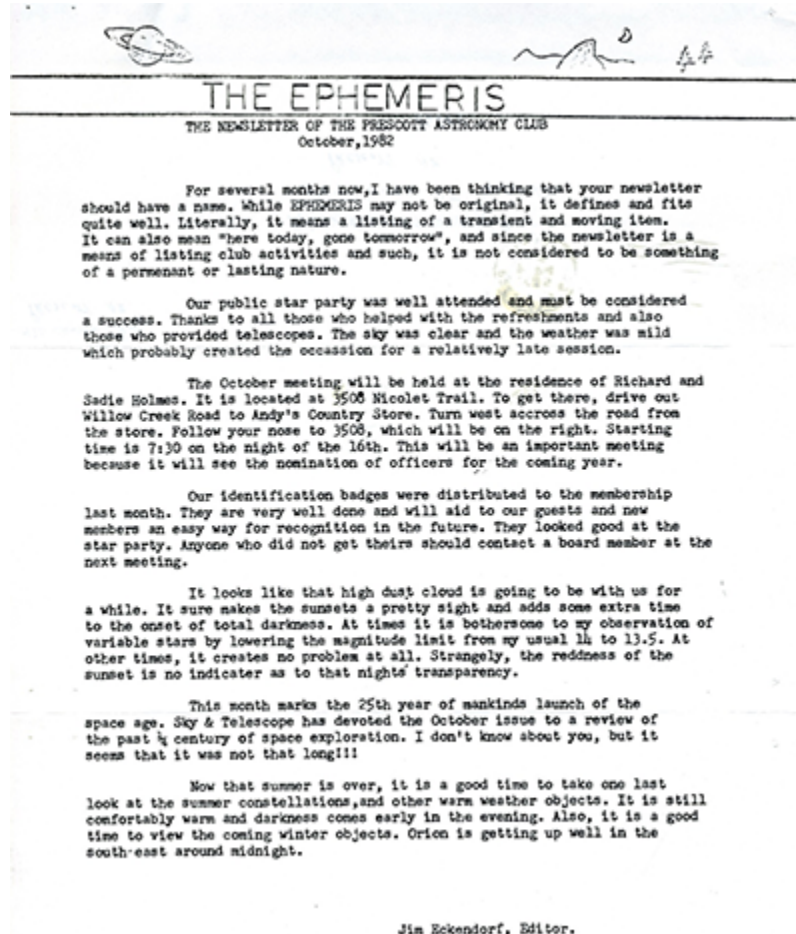 THE EPHEMERIS
THE NEWSLETTER OF THE PRESCOTT ASTRONOMY CLUB
October,1982
For several months now,I have been thinking that your newsletter
should have a name. While EPHEMERIS may not be original, it defines and fits
quite well. Literally, it means a listing of a transient and moving item.
It can also mean "here today, gone tommorrow", and since the newsletter is a
means of listing club activities and such, it is not considered to be something
of a permenant or lasting nature.
Our public star party was well attended and must be considered
a success. Thanks to all those who helped with the refreshments and also
those who provided telescopes. The sky was clear and the weather was mild
which probably created the occassion for a relatively late session.
The October meeting will be held at the residence of Richard and
Sadie Holmes. It is located at 3508 Nicolet Trail. To get there, drive out
Willow Creek Road to Andy's Country Store. Turn west accross the road from
the store. Follow your nose to 3508, which will be on the right. Starting
time is 7:30 on the night of the 16th. This will be an important meeting
because it will see the nomination of officers for the coming year.
Our identification badges were distributed to the membership
last month. They are very well done and will aid to our guests and new
members an easy way for recognition in the future. They looked good at the
star party. Anyone who did not get theirs should contact a board member at the
next meeting.
It looks like that high dust cloud is going to be with us for
a while. It sure makes the sunsets a pretty sight and adds some extra time
to the onset of total darkness. At times it is bothersome to my observation of
variable stars by lowering the magnitude limit from my usual 14 to 13.5. At
other times, it creates no problem at all. Strangely, the reddness of the
sunset is no indicater as to that nights' transparency.
This month marks the 25th year of mankinds launch of the
space age. Sky & Telescope has devoted the October issue to a review of
the past ¼ century of space exploration. I don't know about you, but it
seems that it was not that long!!!
Now that summer is over, it is a good time to take one last
look at the summer constellations,and other warm weather objects. It is still
comfortably warm and darkness comes early in the evening. Also, it is a good
time to view the coming winter objects. Orion is getting up well in the
south-east around midnight.
Jim Eckendorf, Editor.